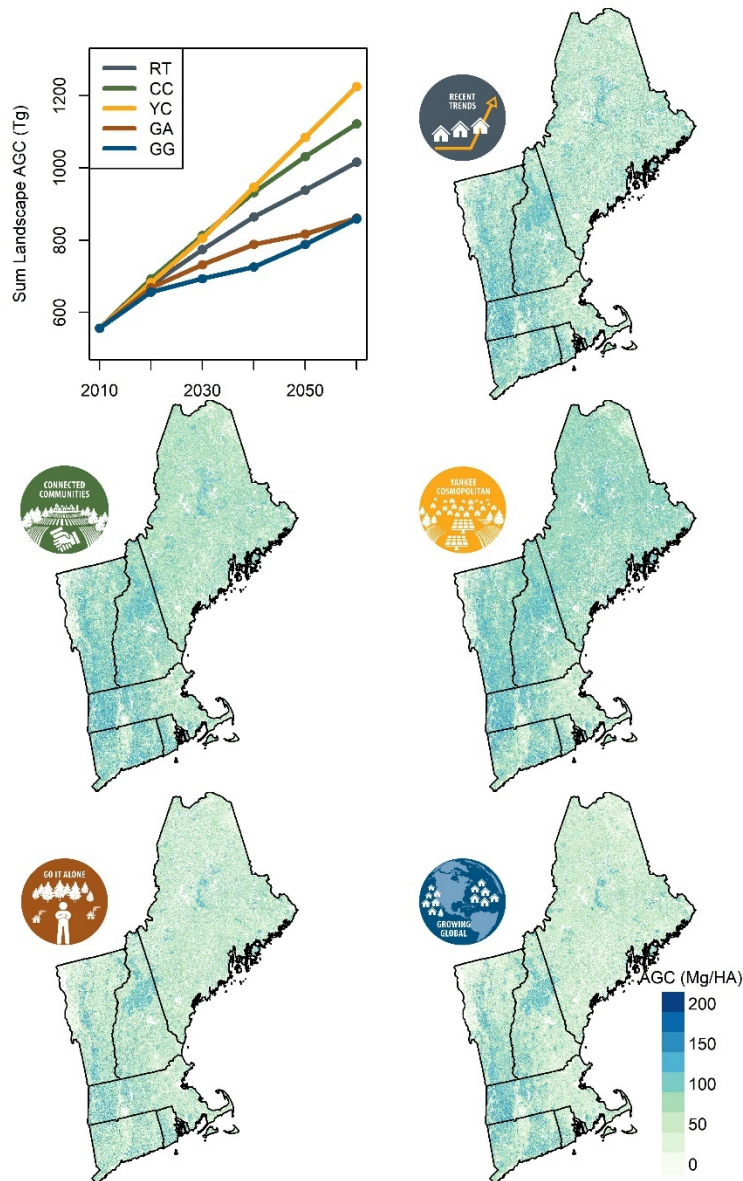 Sum Landscape AGC (Tg)
1200
1000
800
600
RT
CC
YC
GA
GG
2010
2030
2050
RECENT
TRENDS
CONNECTED
COMMUNITIES
YANKEE
COSMOPOLITAN
GO IT ALONE
GROWING
GLOBAL
AGC (Mg/HA)
200
150
100
50
0